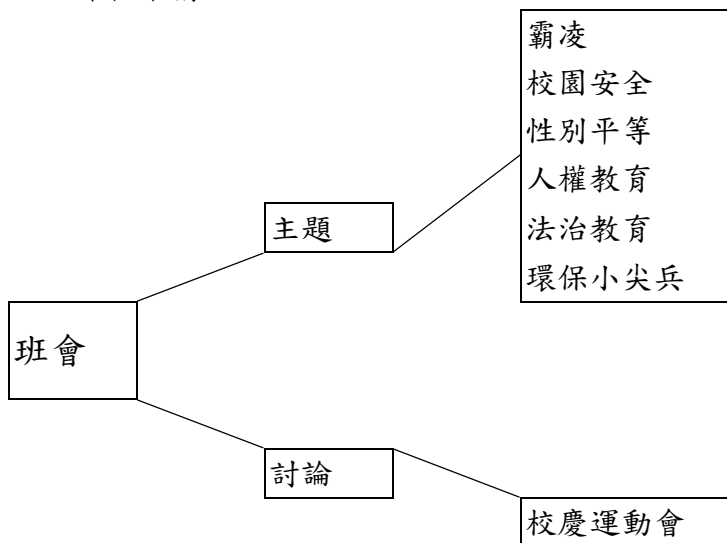 霸凌
校園安全
性別平等
人權教育
法治教育
環保小尖兵
主題
班會
討論
校慶運動會